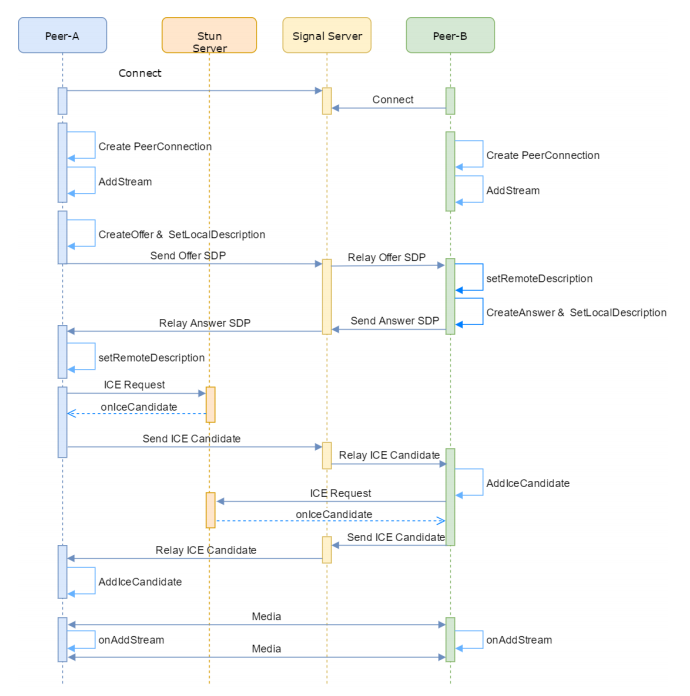 Peer-A
Stun
Server
Signal Server
Peer-B
Connect
Connect
Create PeerConnection
Create PeerConnection
AddStream
AddStream
CreateOffer & SetLocalDescription
Send Offer SDP
Relay Offer SDP
setRemoteDescription
CreateAnswer & SetLocalDescription
Send Answer SDP
Relay Answer SDP
setRemoteDescription
ICE Request
onIceCandidate
Send ICE Candidate
Relay ICE Candidate
AddIceCandidate
ICE Request
onIceCandidate
Send ICE Candidate
Relay ICE Candidate
AddIceCandidate
Media
onAddStream
onAddStream
Media